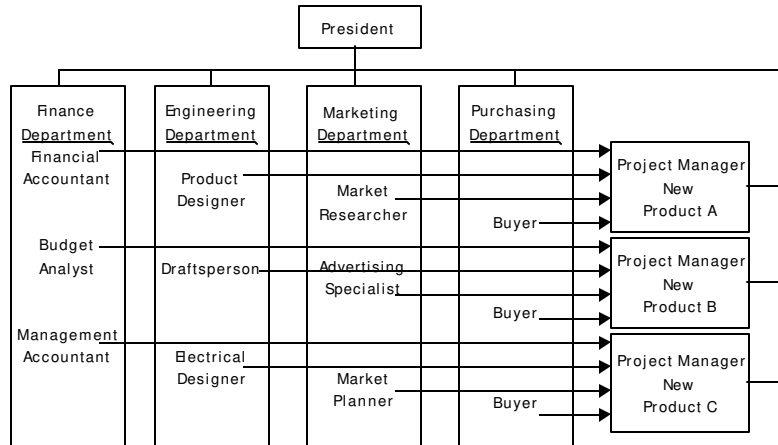 President
Finance
Department
Financial
Accountant
Budget
Analyst
Management
Accountant
Engineering
Department
Product
Designer
Draftsperson
Electrical
Designer
Marketing
Department
Market
Researcher
Advertising
Specialist
Market
Planner
Purchasing
Department
Buyer
Buyer
Buyer
Project Manager
New
Product A
Project Manager
New
Product B
Project Manager
New
Product C